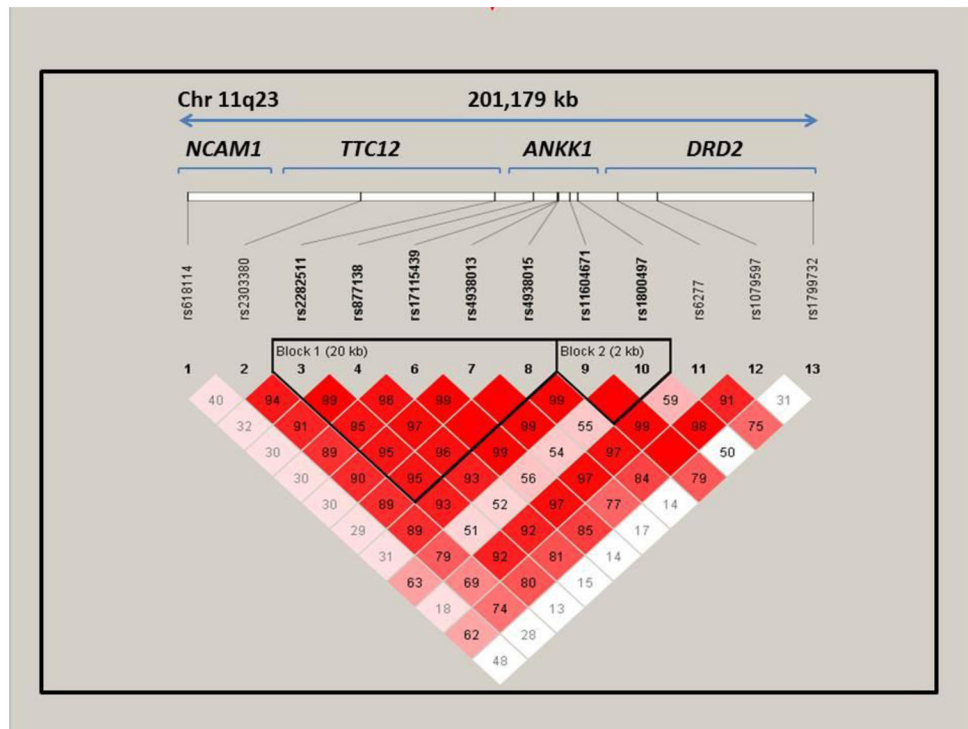 Chr 11q23 201,179 kb
NCAM1 TTC12 ANKK1 DRD2
rs618114 rs2303380 rs2282511 rs877138 rs17115439 rs4938013 rs4938015 rs11604671 rs1800497 rs6277 rs1079597 rs1799732
Block 1 (20 kb) Block 2 (2 kb)
1 2 3 4 6 7 8 9 10 11 12 13
40 94 99 96 99 99 59 91 31
32 91 95 97 99 55 99 98 75
30 89 95 96 99 54 97 50
30 90 95 93 56 97 84 79
30 89 93 52 97 77 14
29 89 51 92 85 17
31 79 92 81 14
63 69 80 15
18 74 13
62 28
48